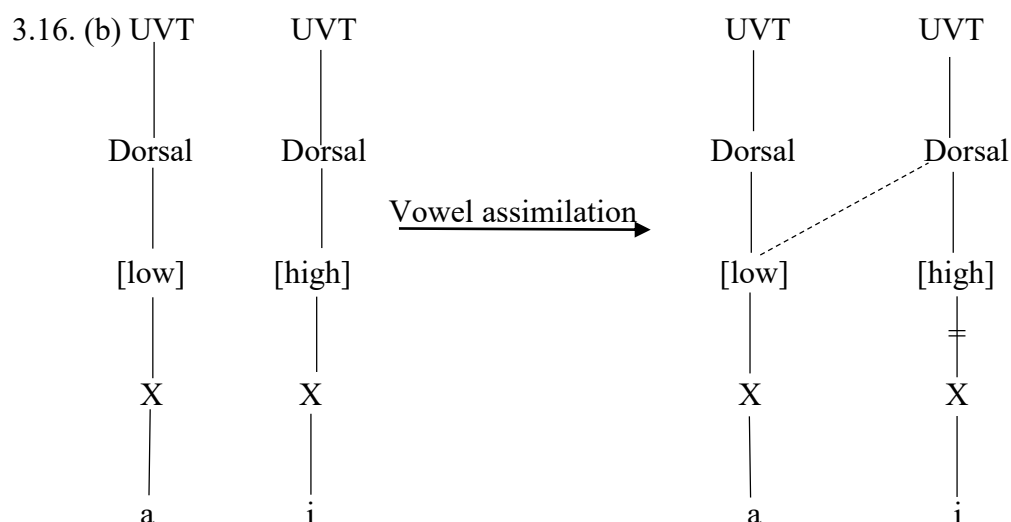 3.16. (b) UVT UVT UVT UVT
Dorsal Dorsal Dorsal Dorsal
Vowel assimilation
[low] [high] [low] [high]
X X X X
a i a i